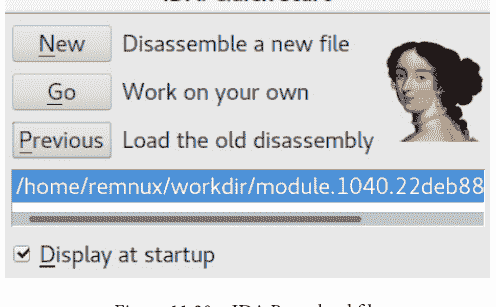 New Disassemble a new file
Go Work on your own
Previous Load the old disassembly
/home/remnux/workdir/module.1040.22deb88
Display at startup